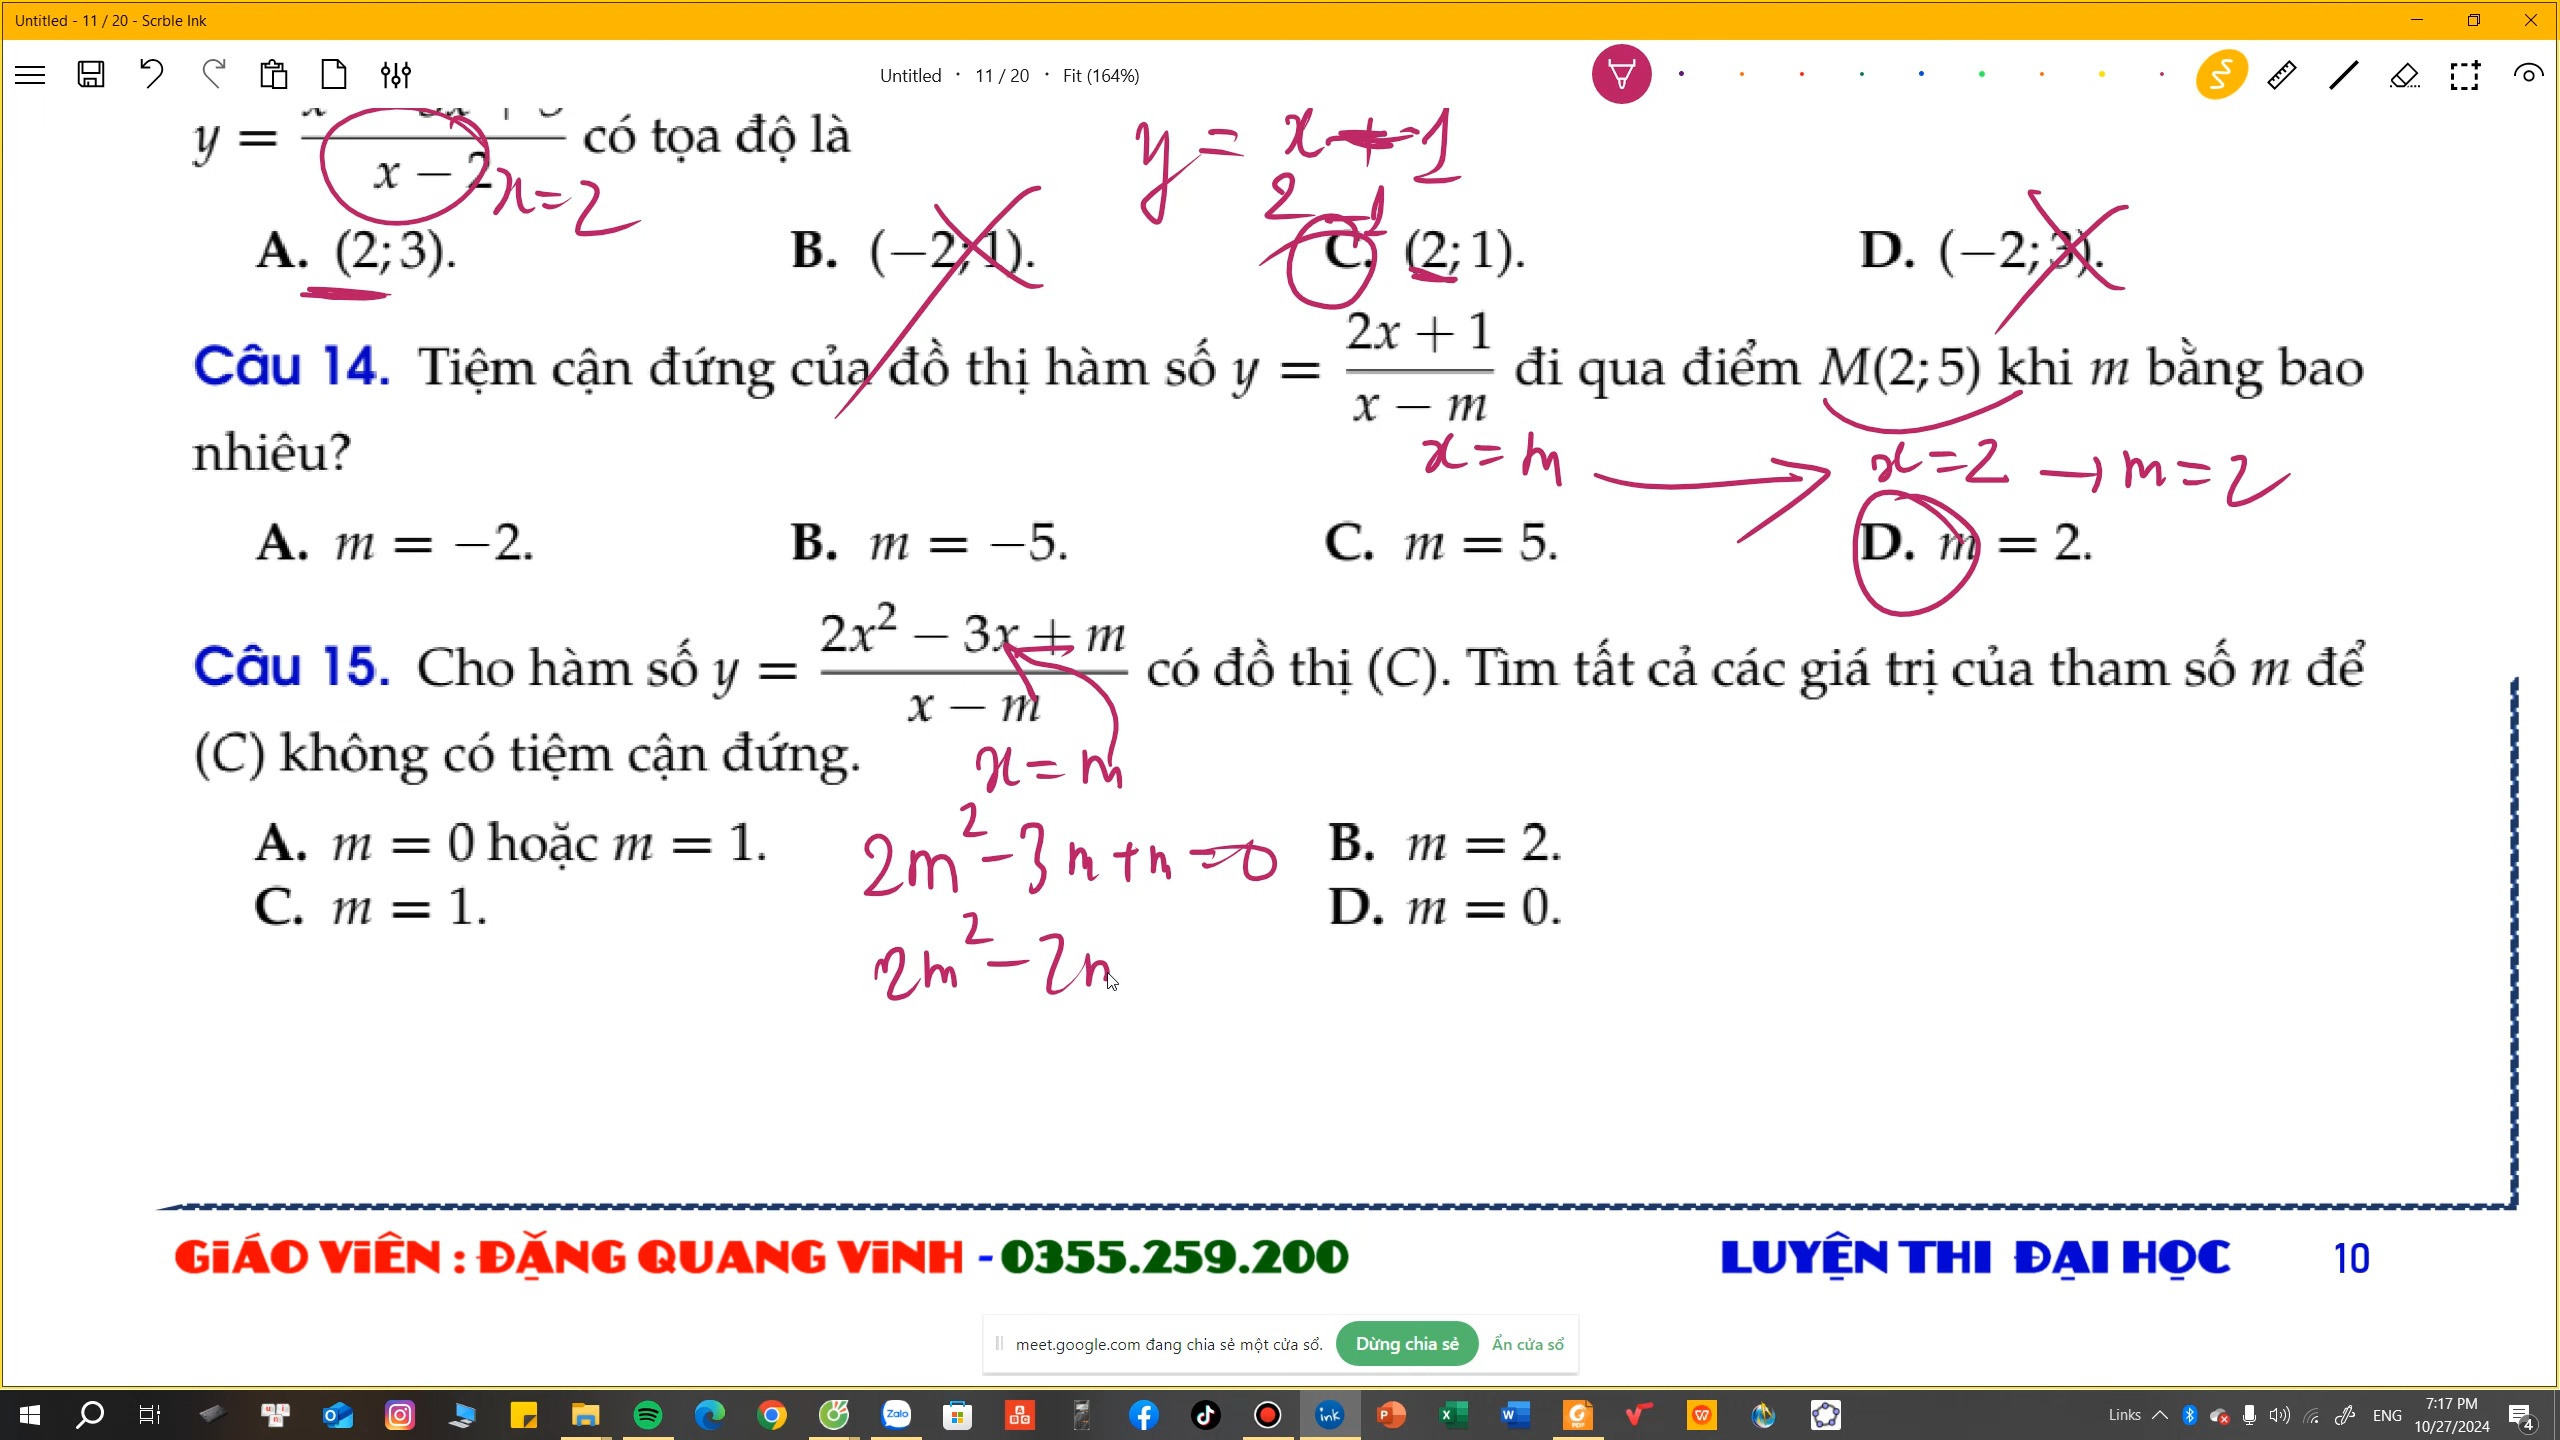 Untitled - 11 / 20 - Scrble Ink
Untitled · 11 / 20 · Fit (164%)
y = / x − 2 có tọa độ là
x = 2
y = x - 1
2 - 1
A. (2; 3). B. (−2; 1). C. (2; 1). D. (−2; 3).
Câu 14. Tiệm cận đứng của đồ thị hàm số y = (2x + 1)/(x − m) đi qua điểm M(2; 5) khi m bằng bao
nhiêu?
x = m → x = 2 → m = 2
A. m = −2. B. m = −5. C. m = 5. D. m = 2.
Câu 15. Cho hàm số y = (2x² − 3x + m)/(x − m) có đồ thị (C). Tìm tất cả các giá trị của tham số m để
(C) không có tiệm cận đứng.
x = m
A. m = 0 hoặc m = 1. B. m = 2.
2m² - 3m + m = 0
C. m = 1. D. m = 0.
2m² - 2m
GIÁO VIÊN : ĐẶNG QUANG VINH - 0355.259.200 LUYỆN THI ĐẠI HỌC 10
meet.google.com đang chia sẻ một cửa sổ. Dừng chia sẻ Ẩn cửa sổ
Links ENG 7:17 PM
10/27/2024 4